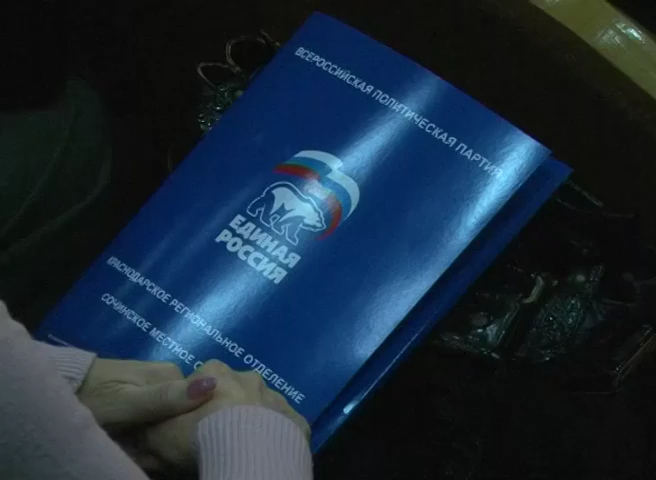 ВСЕРОССИЙСКАЯ ПОЛИТИЧЕСКАЯ ПАРТИЯ
ЕДИНАЯ
РОССИЯ
КРАСНОДАРСКОЕ РЕГИОНАЛЬНОЕ ОТДЕЛЕНИЕ
СОЧИНСКОЕ МЕСТНОЕ